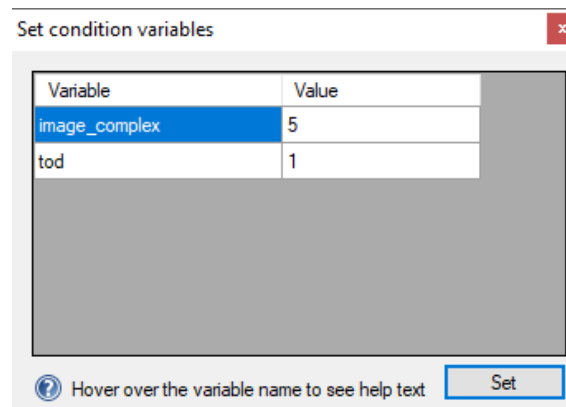 Set condition variables
Variable Value
image_complex 5
tod 1
Hover over the variable name to see help text Set